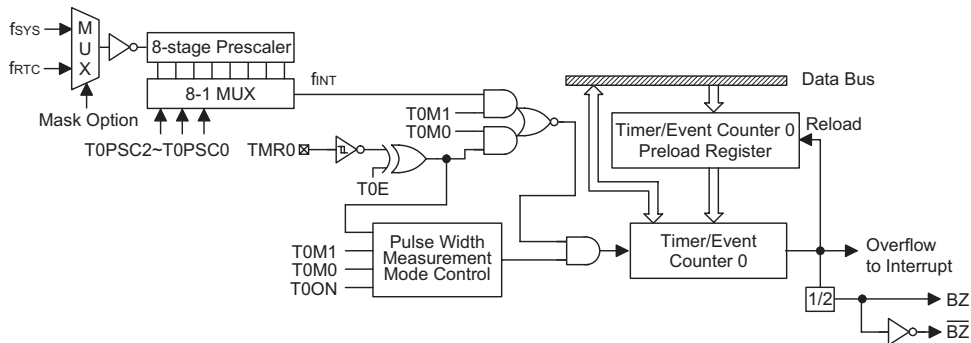 fSYS
fRTC
M
U
X
Mask Option
8-stage Prescaler
8-1 MUX
T0PSC2~T0PSC0
fINT
T0M1
T0M0
TMR0
T0E
T0M1
T0M0
T0ON
Pulse Width
Measurement
Mode Control
Data Bus
Timer/Event Counter 0
Preload Register
Reload
Timer/Event
Counter 0
Overflow
to Interrupt
1/2
BZ
B̅Z̅